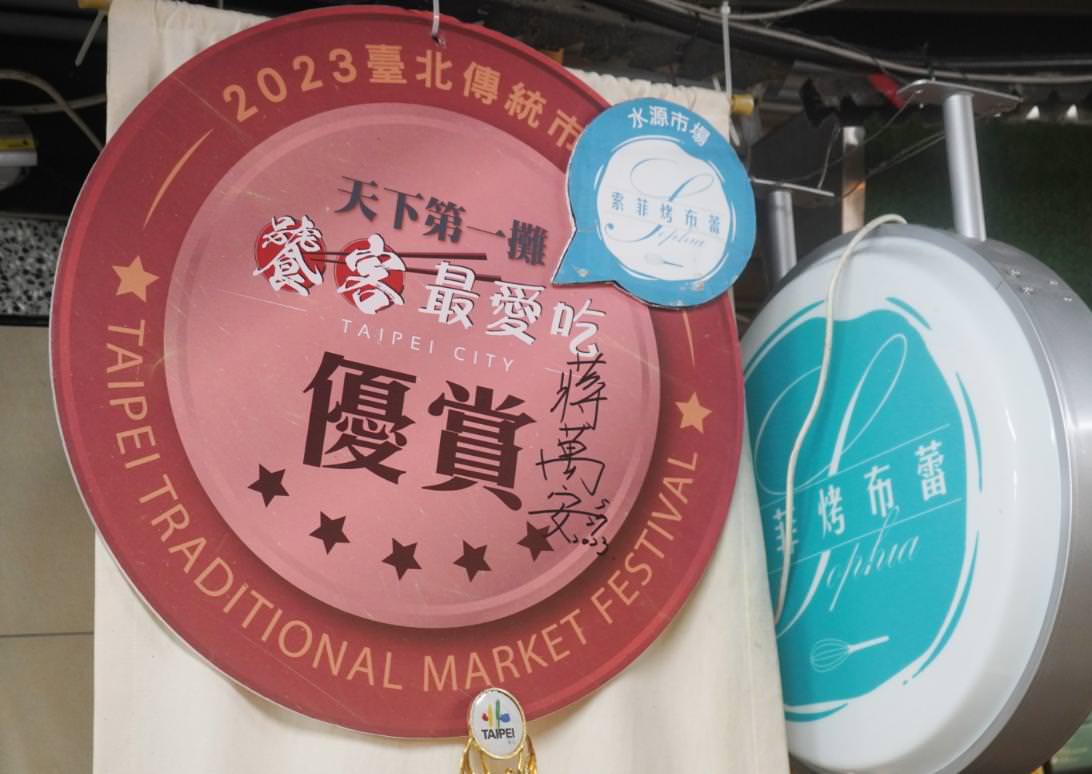 2023臺北傳統市
天下第一攤
饕客最愛吃
TAIPEI CITY
優賞
蔣萬安
2023.
TAIPEI TRADITIONAL MARKET FESTIVAL
TAIPEI
水源市場
索菲烤布蕾
Sophia
菲烤布蕾
Sophia